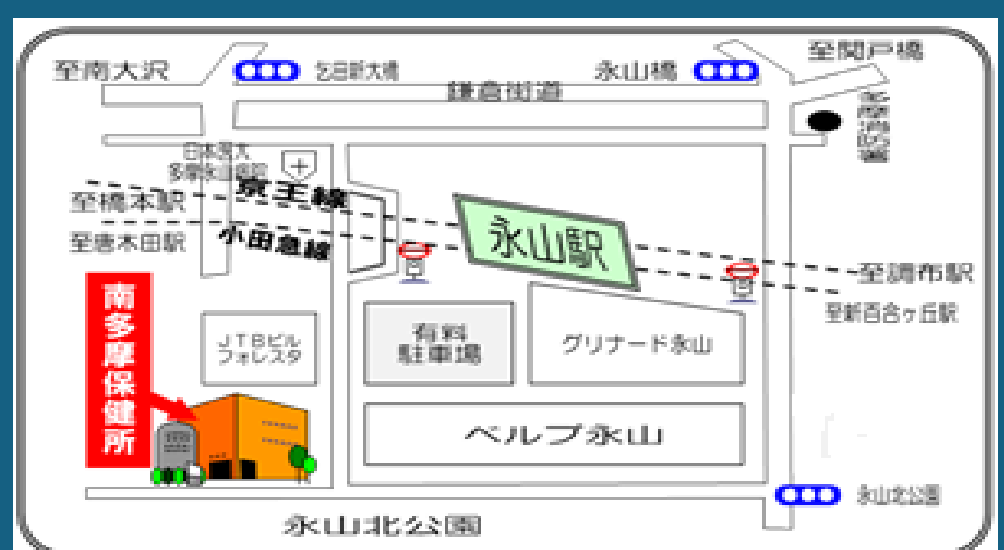 至関戸橋
至南大沢
乞田新大橋
永山橋
鎌倉街道
多摩消防署
日本医大
多摩永山病院
京王線
至橋本駅
永山駅
小田急線
至唐木田駅
至調布駅
至新百合ヶ丘駅
南多摩保健所
JTBビル
フォレスタ
有料
駐車場
グリナード永山
ベルブ永山
永山北公園
永山北公園